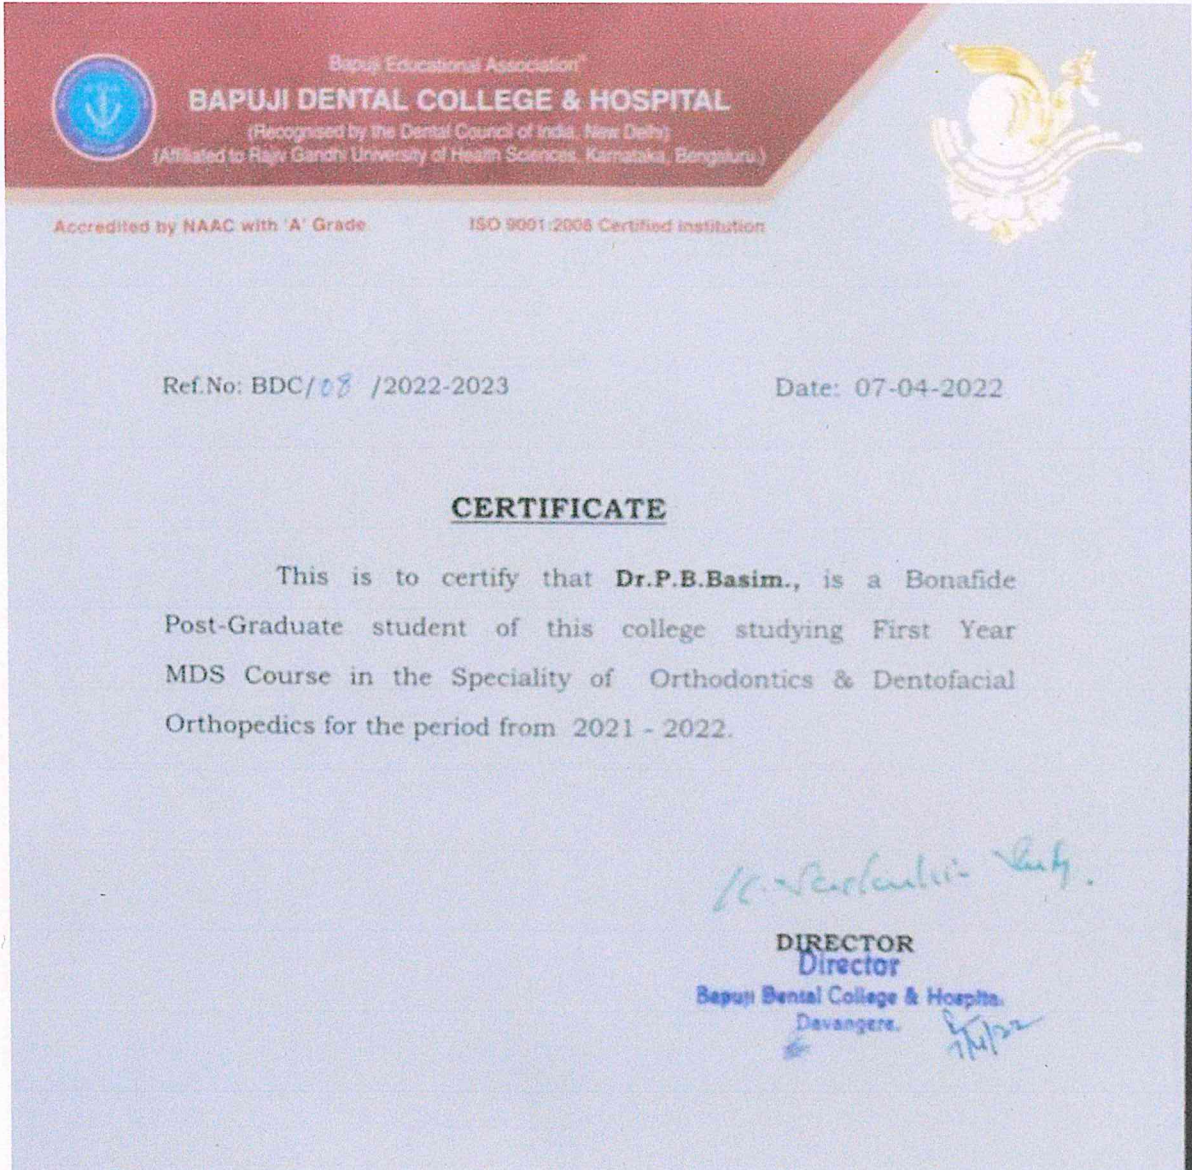 Bapuji Educational Association®
BAPUJI DENTAL COLLEGE & HOSPITAL
(Recognised by the Dental Council of India, New Delhi)
(Affiliated to Rajiv Gandhi University of Health Sciences, Karnataka, Bengaluru.)
Accredited by NAAC with 'A' Grade
ISO 9001:2008 Certified Institution
Ref.No: BDC/08 /2022-2023
Date: 07-04-2022
CERTIFICATE
This is to certify that Dr.P.B.Basim., is a Bonafide
Post-Graduate student of this college studying First Year
MDS Course in the Speciality of Orthodontics & Dentofacial
Orthopedics for the period from 2021 - 2022.
DIRECTOR
Director
Bapuji Dental College & Hospita.
Davangere.
7/4/22